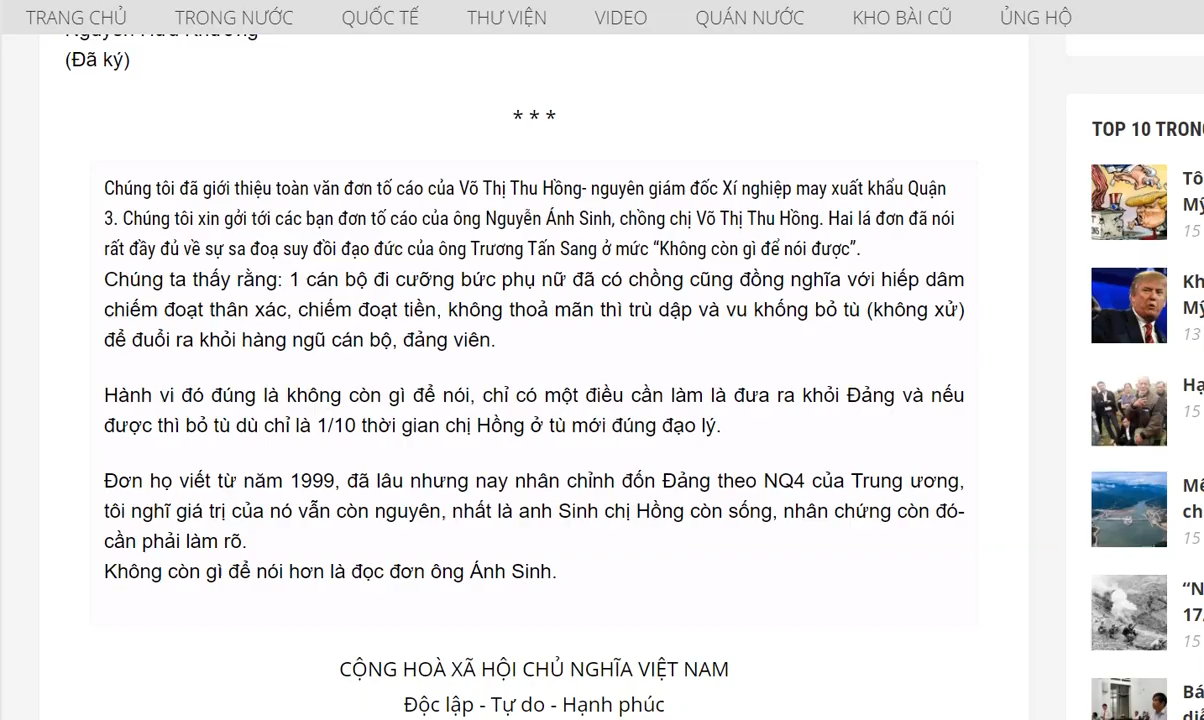 TRANG CHỦ TRONG NƯỚC QUỐC TẾ THƯ VIỆN VIDEO QUÁN NƯỚC KHO BÀI CŨ ỦNG HỘ
(Đã ký)
* * *
Chúng tôi đã giới thiệu toàn văn đơn tố cáo của Võ Thị Thu Hồng- nguyên giám đốc Xí nghiệp may xuất khẩu Quận
3. Chúng tôi xin gởi tới các bạn đơn tố cáo của ông Nguyễn Ánh Sinh, chồng chị Võ Thị Thu Hồng. Hai lá đơn đã nói
rất đầy đủ về sự sa đoạ suy đồi đạo đức của ông Trương Tấn Sang ở mức “Không còn gì để nói được”.
Chúng ta thấy rằng: 1 cán bộ đi cưỡng bức phụ nữ đã có chồng cũng đồng nghĩa với hiếp dâm
chiếm đoạt thân xác, chiếm đoạt tiền, không thoả mãn thì trù dập và vu khống bỏ tù (không xử)
để đuổi ra khỏi hàng ngũ cán bộ, đảng viên.
Hành vi đó đúng là không còn gì để nói, chỉ có một điều cần làm là đưa ra khỏi Đảng và nếu
được thì bỏ tù dù chỉ là 1/10 thời gian chị Hồng ở tù mới đúng đạo lý.
Đơn họ viết từ năm 1999, đã lâu nhưng nay nhân chỉnh đốn Đảng theo NQ4 của Trung ương,
tôi nghĩ giá trị của nó vẫn còn nguyên, nhất là anh Sinh chị Hồng còn sống, nhân chứng còn đó-
cần phải làm rõ.
Không còn gì để nói hơn là đọc đơn ông Ánh Sinh.
CỘNG HOÀ XÃ HỘI CHỦ NGHĨA VIỆT NAM
Độc lập - Tự do - Hạnh phúc
TOP 10
15
13
15
15
17
15